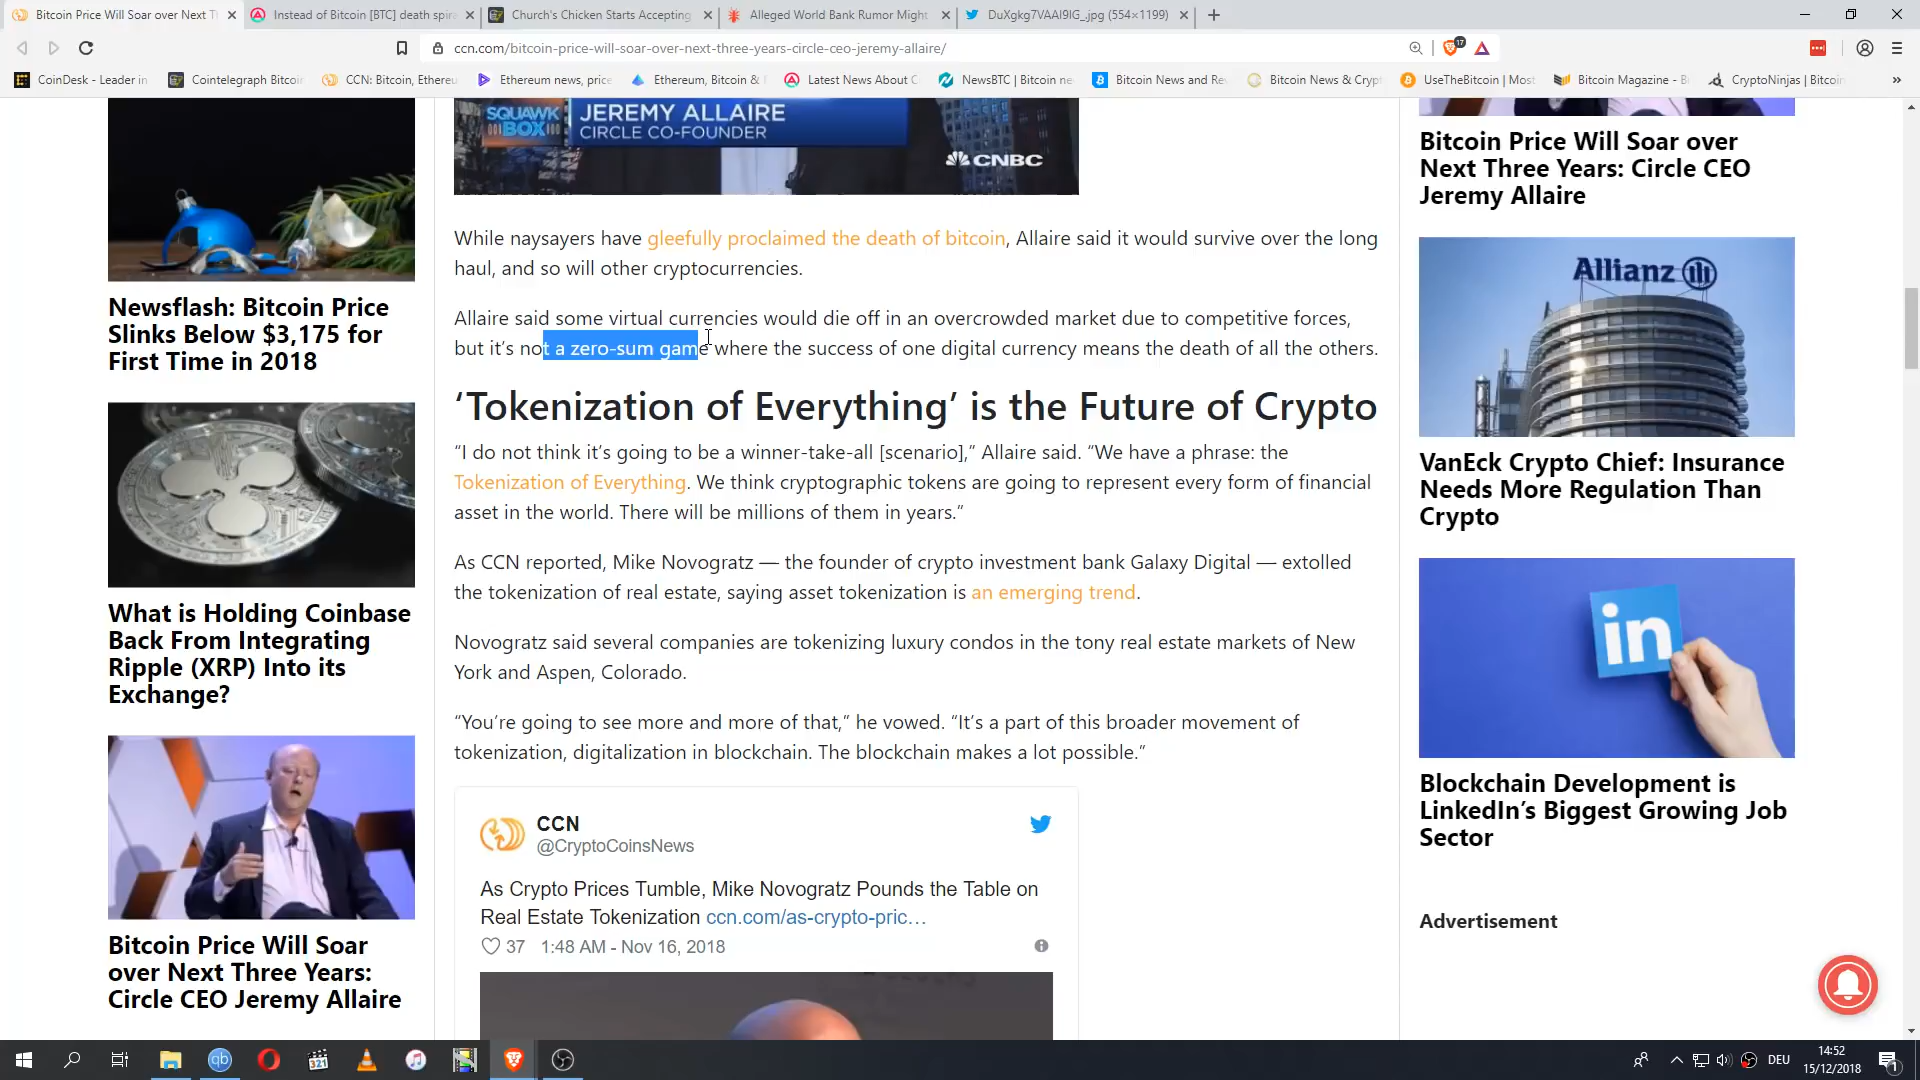 Bitcoin Price Will Soar over Next T
Instead of Bitcoin [BTC] death spira
Church's Chicken Starts Accepting
Alleged World Bank Rumor Might
DuXgkg7VAAI9IG_.jpg (554×1199)
ccn.com/bitcoin-price-will-soar-over-next-three-years-circle-ceo-jeremy-allaire/
17
CoinDesk - Leader in
Cointelegraph Bitcoi
CCN: Bitcoin, Ethere
Ethereum news, price
Ethereum, Bitcoin &
Latest News About C
NewsBTC | Bitcoin ne
Bitcoin News and Re
Bitcoin News & Cryp
UseTheBitcoin | Most
Bitcoin Magazine - B
CryptoNinjas | Bitcoi
Newsflash: Bitcoin Price
Slinks Below $3,175 for
First Time in 2018
What is Holding Coinbase
Back From Integrating
Ripple (XRP) Into its
Exchange?
Bitcoin Price Will Soar
over Next Three Years:
Circle CEO Jeremy Allaire
SQUAWK
BOX
JEREMY ALLAIRE
CIRCLE CO-FOUNDER
CNBC
While naysayers have gleefully proclaimed the death of bitcoin, Allaire said it would survive over the long
haul, and so will other cryptocurrencies.
Allaire said some virtual currencies would die off in an overcrowded market due to competitive forces,
but it’s not a zero-sum game where the success of one digital currency means the death of all the others.
‘Tokenization of Everything’ is the Future of Crypto
“I do not think it’s going to be a winner-take-all [scenario],” Allaire said. “We have a phrase: the
Tokenization of Everything. We think cryptographic tokens are going to represent every form of financial
asset in the world. There will be millions of them in years.”
As CCN reported, Mike Novogratz — the founder of crypto investment bank Galaxy Digital — extolled
the tokenization of real estate, saying asset tokenization is an emerging trend.
Novogratz said several companies are tokenizing luxury condos in the tony real estate markets of New
York and Aspen, Colorado.
“You’re going to see more and more of that,” he vowed. “It’s a part of this broader movement of
tokenization, digitalization in blockchain. The blockchain makes a lot possible.”
CCN
@CryptoCoinsNews
As Crypto Prices Tumble, Mike Novogratz Pounds the Table on
Real Estate Tokenization ccn.com/as-crypto-pric…
37 1:48 AM - Nov 16, 2018
Bitcoin Price Will Soar over
Next Three Years: Circle CEO
Jeremy Allaire
Allianz
VanEck Crypto Chief: Insurance
Needs More Regulation Than
Crypto
in
Blockchain Development is
LinkedIn’s Biggest Growing Job
Sector
Advertisement
qb
321
DEU
14:52
15/12/2018
1